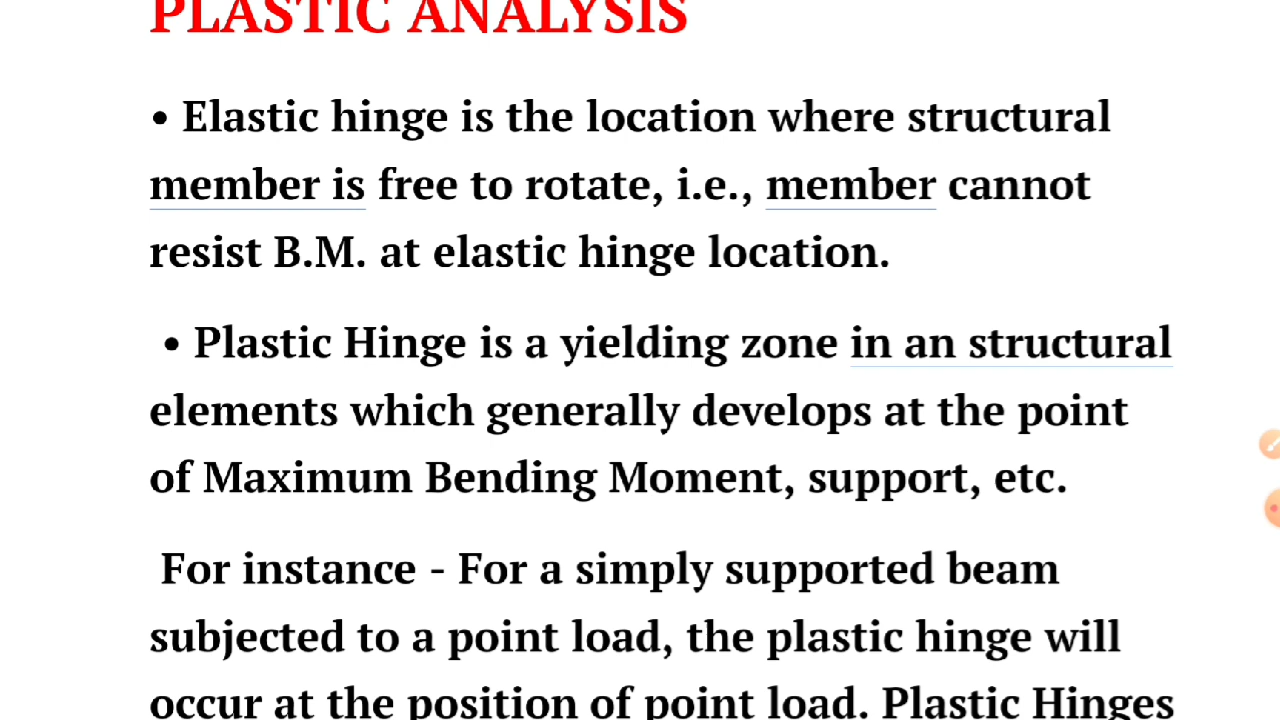 PLASTIC ANALYSIS
• Elastic hinge is the location where structural
member is free to rotate, i.e., member cannot
resist B.M. at elastic hinge location.
• Plastic Hinge is a yielding zone in an structural
elements which generally develops at the point
of Maximum Bending Moment, support, etc.
For instance - For a simply supported beam
subjected to a point load, the plastic hinge will
occur at the position of point load. Plastic Hinges